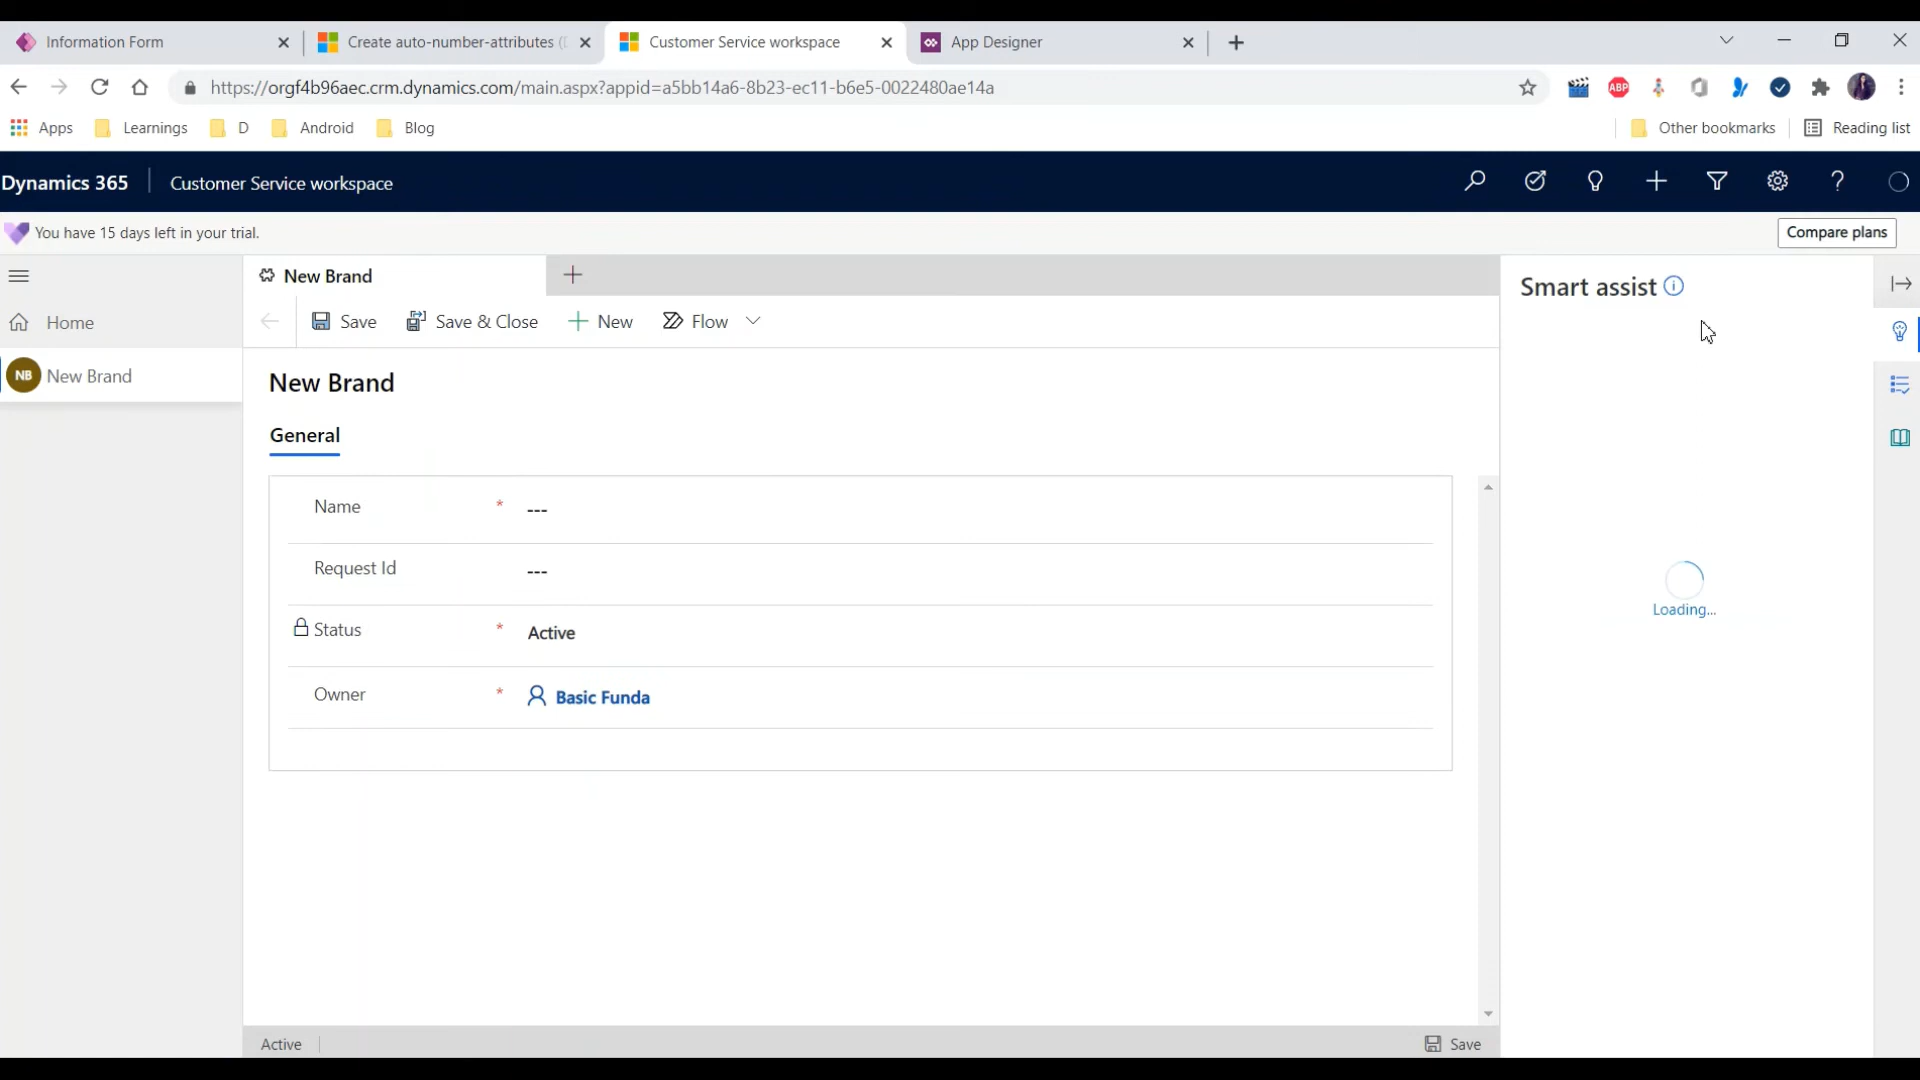 Information Form
Create auto-number-attributes (D
Customer Service workspace
App Designer
https://orgf4b96aec.crm.dynamics.com/main.aspx?appid=a5bb14a6-8b23-ec11-b6e5-0022480ae14a
ABP
Apps
Learnings
D
Android
Blog
Other bookmarks
Reading list
Dynamics 365
Customer Service workspace
You have 15 days left in your trial.
Compare plans
New Brand
Smart assist
Home
Save
Save & Close
New
Flow
NB
New Brand
New Brand
General
Name * ---
Request Id ---
Status * Active
Owner * Basic Funda
Loading...
Active
Save